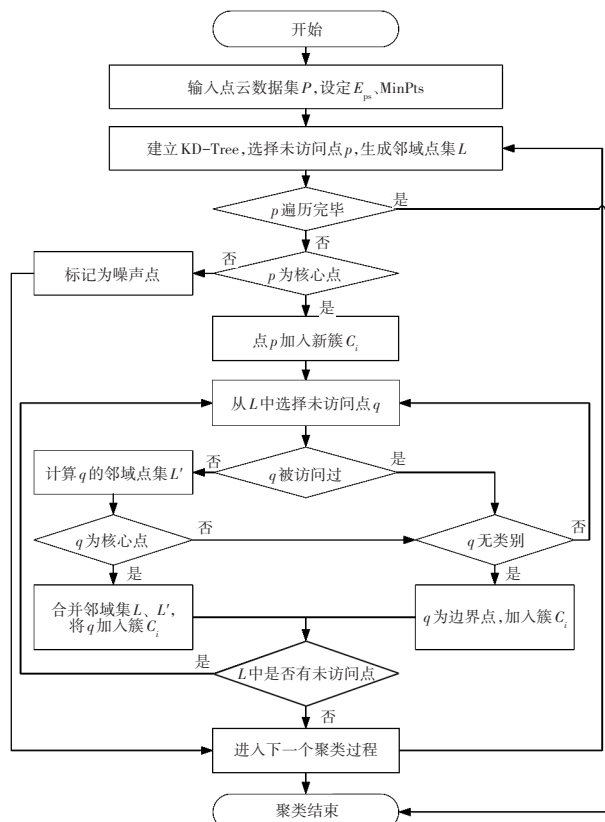 开始
输入点云数据集P,设定E_ps、MinPts
建立KD-Tree,选择未访问点p,生成邻域点集L
p遍历完毕
是
否
p为核心点
否
标记为噪声点
是
点p加入新簇C_i
从L中选择未访问点q
q被访问过
否
是
计算q的邻域点集L′
q为核心点
否
q无类别
否
是
是
合并邻域集L、L′,
将q加入簇C_i
q为边界点,加入簇C_i
L中是否有未访问点
是
否
进入下一个聚类过程
聚类结束